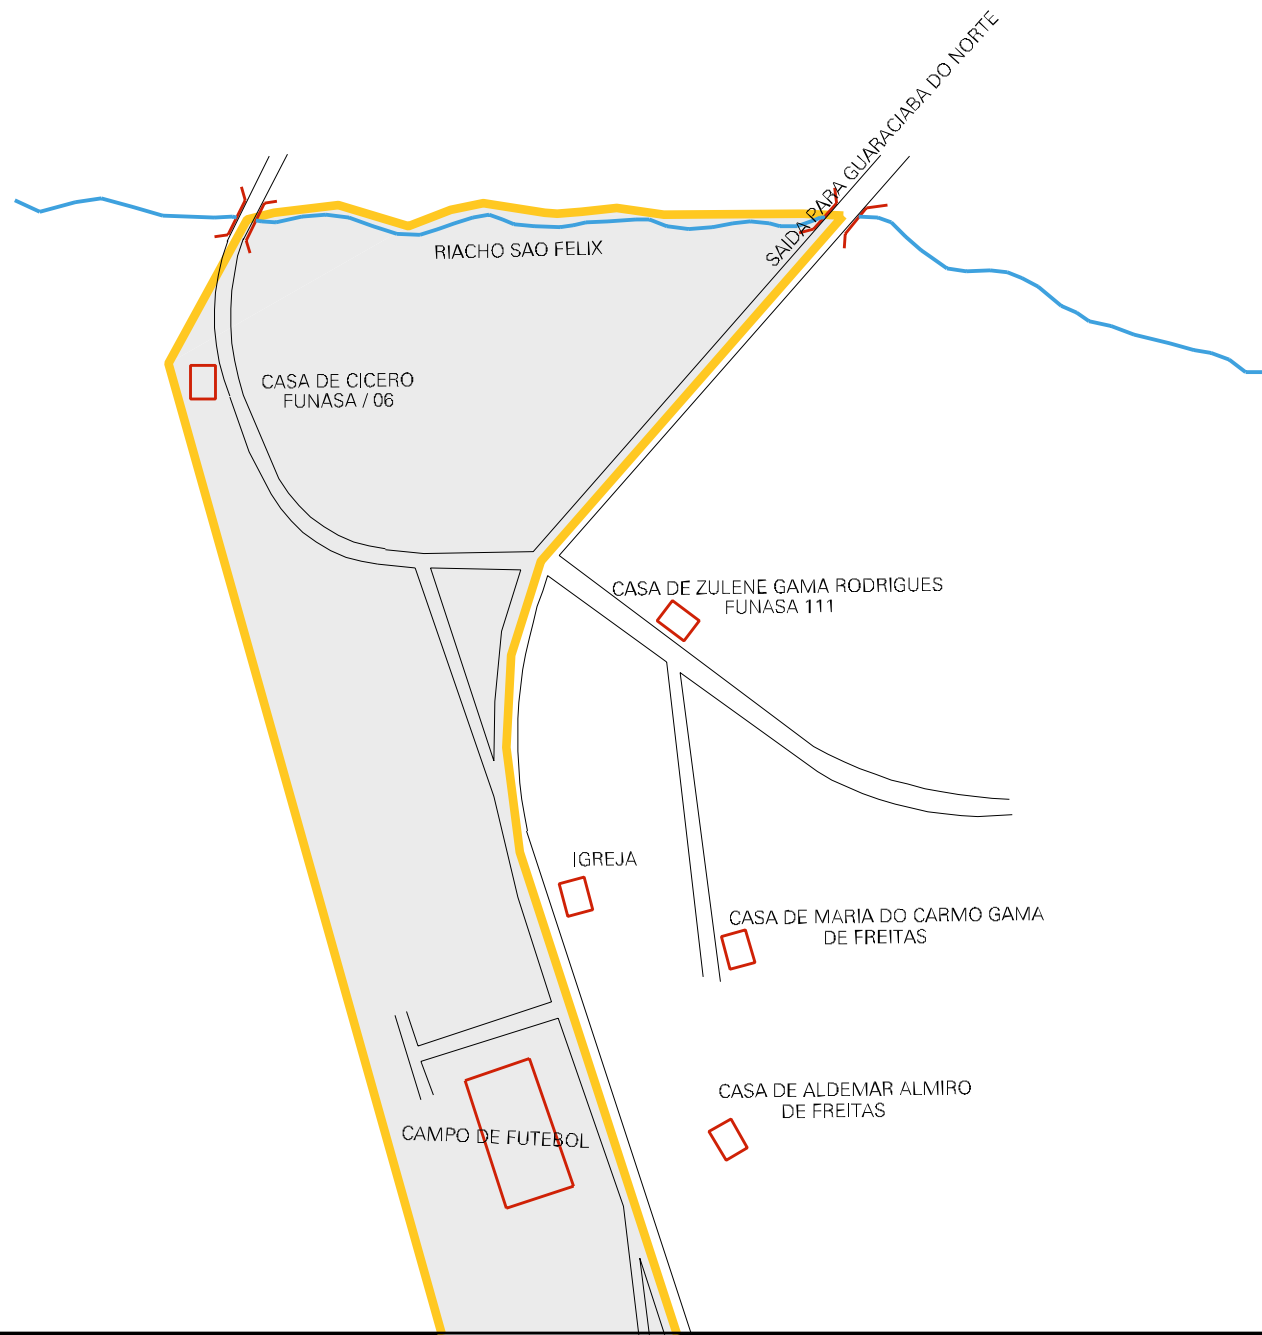 SAIDA PARA GUARACIABA DO NORTE
RIACHO SAO FELIX
CASA DE CICERO
FUNASA / 06
CASA DE ZULENE GAMA RODRIGUES
FUNASA 111
IGREJA
CASA DE MARIA DO CARMO GAMA
DE FREITAS
CASA DE ALDEMAR ALMIRO
DE FREITAS
CAMPO DE FUTEBOL